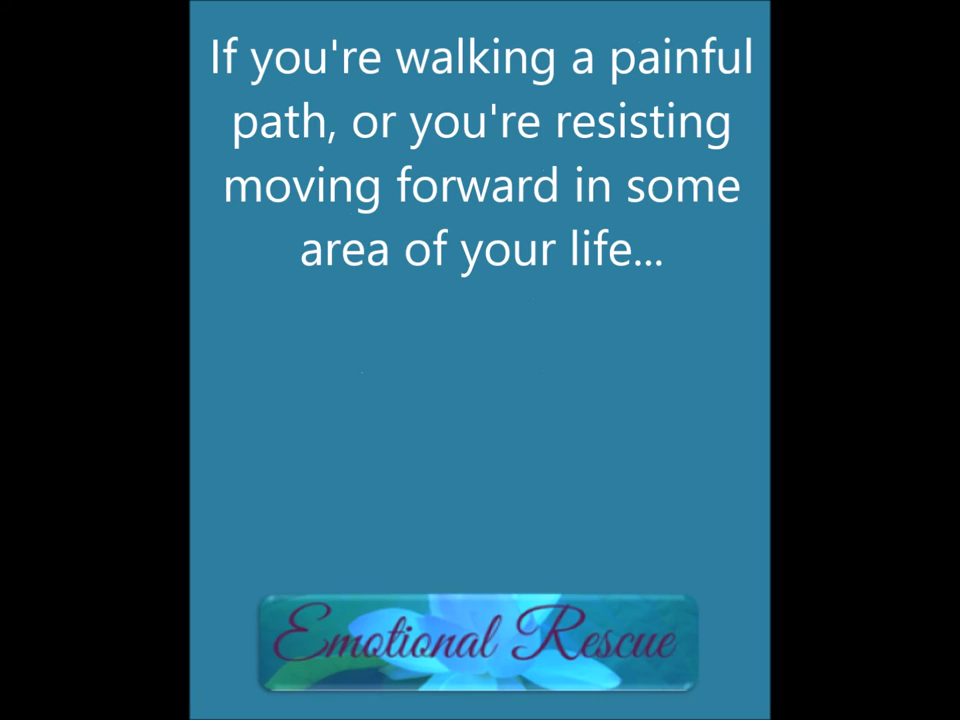 If you're walking a painful
path, or you're resisting
moving forward in some
area of your life...
Emotional Rescue